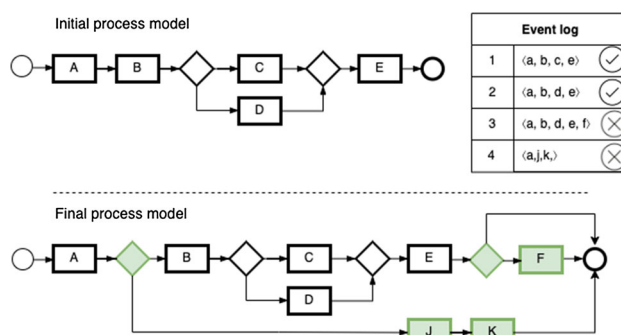 Initial process model
A
B
C
E
D
Event log
1 ⟨a, b, c, e⟩
2 ⟨a, b, d, e⟩
3 ⟨a, b, d, e, f⟩
4 ⟨a,j,k,⟩
Final process model
A
B
C
E
F
D
J
K